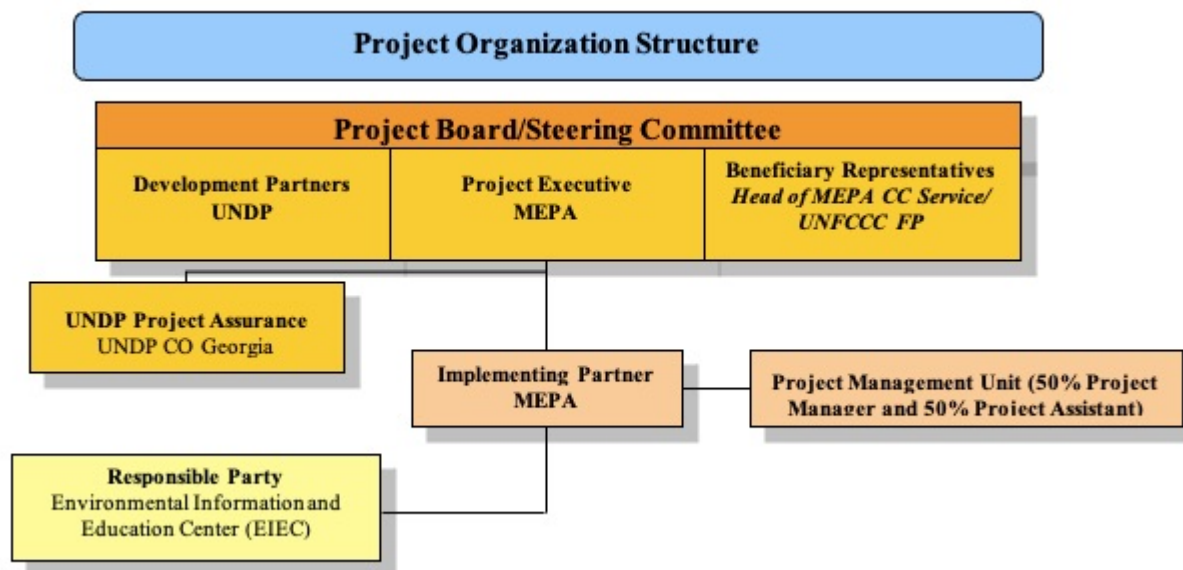 Project Organization Structure
Project Board/Steering Committee
Development Partners
UNDP
Project Executive
MEPA
Beneficiary Representatives
Head of MEPA CC Service/
UNFCCC FP
UNDP Project Assurance
UNDP CO Georgia
Implementing Partner
MEPA
Project Management Unit (50% Project
Manager and 50% Project Assistant)
Responsible Party
Environmental Information and
Education Center (EIEC)